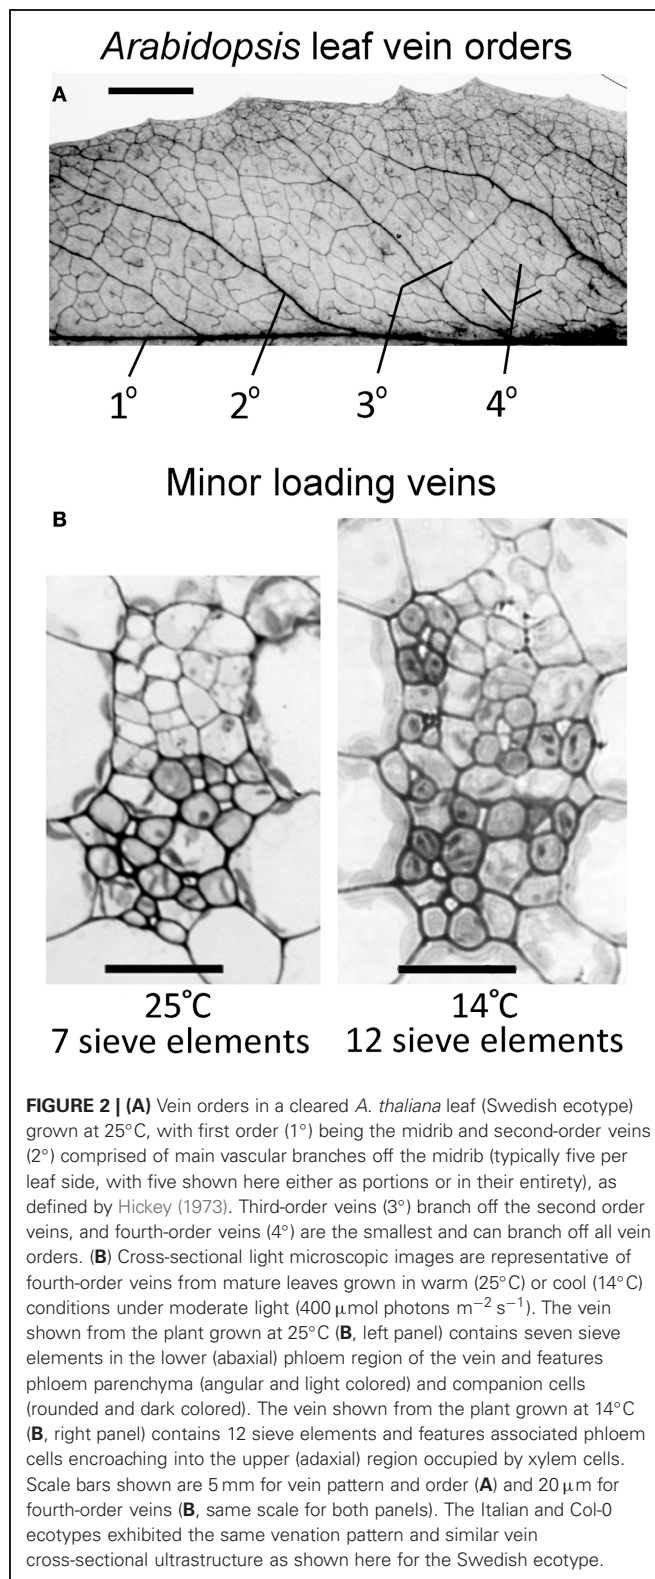 Arabidopsis leaf vein orders
A
1° 2° 3° 4°
Minor loading veins
B
25°C 14°C
7 sieve elements 12 sieve elements
FIGURE 2 | (A) Vein orders in a cleared A. thaliana leaf (Swedish ecotype)
grown at 25°C, with first order (1°) being the midrib and second-order veins
(2°) comprised of main vascular branches off the midrib (typically five per
leaf side, with five shown here either as portions or in their entirety), as
defined by Hickey (1973). Third-order veins (3°) branch off the second order
veins, and fourth-order veins (4°) are the smallest and can branch off all vein
orders. (B) Cross-sectional light microscopic images are representative of
fourth-order veins from mature leaves grown in warm (25°C) or cool (14°C)
conditions under moderate light (400 μmol photons m⁻² s⁻¹). The vein
shown from the plant grown at 25°C (B, left panel) contains seven sieve
elements in the lower (abaxial) phloem region of the vein and features
phloem parenchyma (angular and light colored) and companion cells
(rounded and dark colored). The vein shown from the plant grown at 14°C
(B, right panel) contains 12 sieve elements and features associated phloem
cells encroaching into the upper (adaxial) region occupied by xylem cells.
Scale bars shown are 5 mm for vein pattern and order (A) and 20 μm for
fourth-order veins (B, same scale for both panels). The Italian and Col-0
ecotypes exhibited the same venation pattern and similar vein
cross-sectional ultrastructure as shown here for the Swedish ecotype.